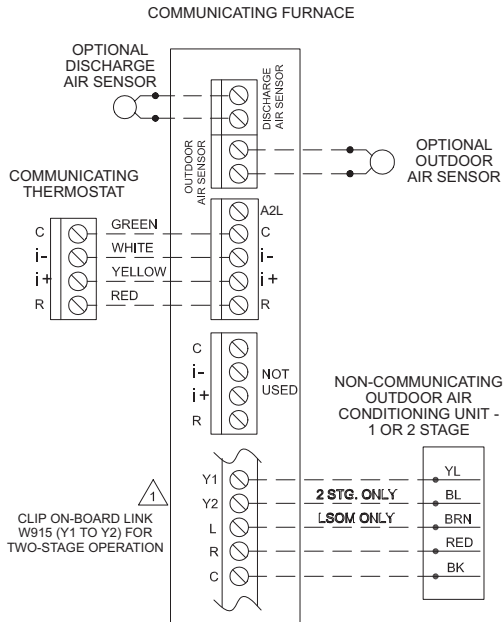 COMMUNICATING FURNACE
OPTIONAL
DISCHARGE
AIR SENSOR
DISCHARGE
AIR SENSOR
OUTDOOR
AIR SENSOR
OPTIONAL
OUTDOOR
AIR SENSOR
COMMUNICATING
THERMOSTAT
A2L
C GREEN C
i- WHITE i-
i+ YELLOW i+
R RED R
C
i-
i+
R
NOT
USED
NON-COMMUNICATING
OUTDOOR AIR
CONDITIONING UNIT -
1 OR 2 STAGE
1
CLIP ON-BOARD LINK
W915 (Y1 TO Y2) FOR
TWO-STAGE OPERATION
Y1 YL
Y2 2 STG. ONLY BL
L LSOM ONLY BRN
R RED
C BK